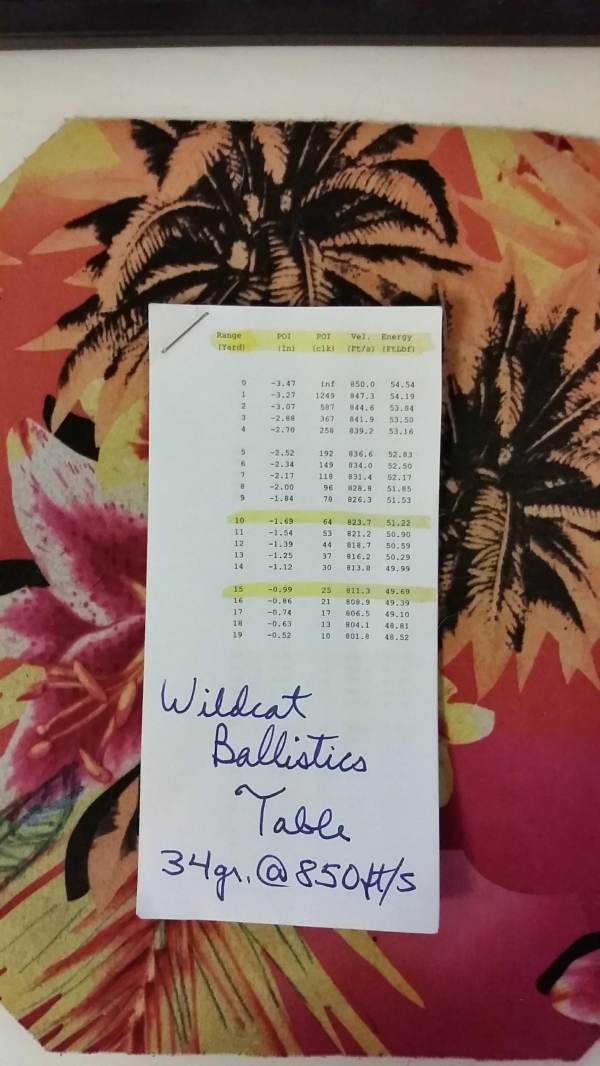 Range POI POI Vel. Energy
(Yard) (In) (clk) (Ft/s) (FtLbf)
0 -3.47 inf 850.0 54.54
1 -3.27 1249 847.3 54.19
2 -3.07 587 844.6 53.84
3 -2.88 367 841.9 53.50
4 -2.70 258 839.2 53.16
5 -2.52 192 836.6 52.83
6 -2.34 149 834.0 52.50
7 -2.17 118 831.4 52.17
8 -2.00 96 828.8 51.85
9 -1.84 78 826.3 51.53
10 -1.69 64 823.7 51.22
11 -1.54 53 821.2 50.90
12 -1.39 44 818.7 50.59
13 -1.25 37 816.2 50.29
14 -1.12 30 813.8 49.99
15 -0.99 25 811.3 49.69
16 -0.86 21 808.9 49.39
17 -0.74 17 806.5 49.10
18 -0.63 13 804.1 48.81
19 -0.52 10 801.8 48.52
Wildcat
Ballistics
Table
34gr.@850ft/s